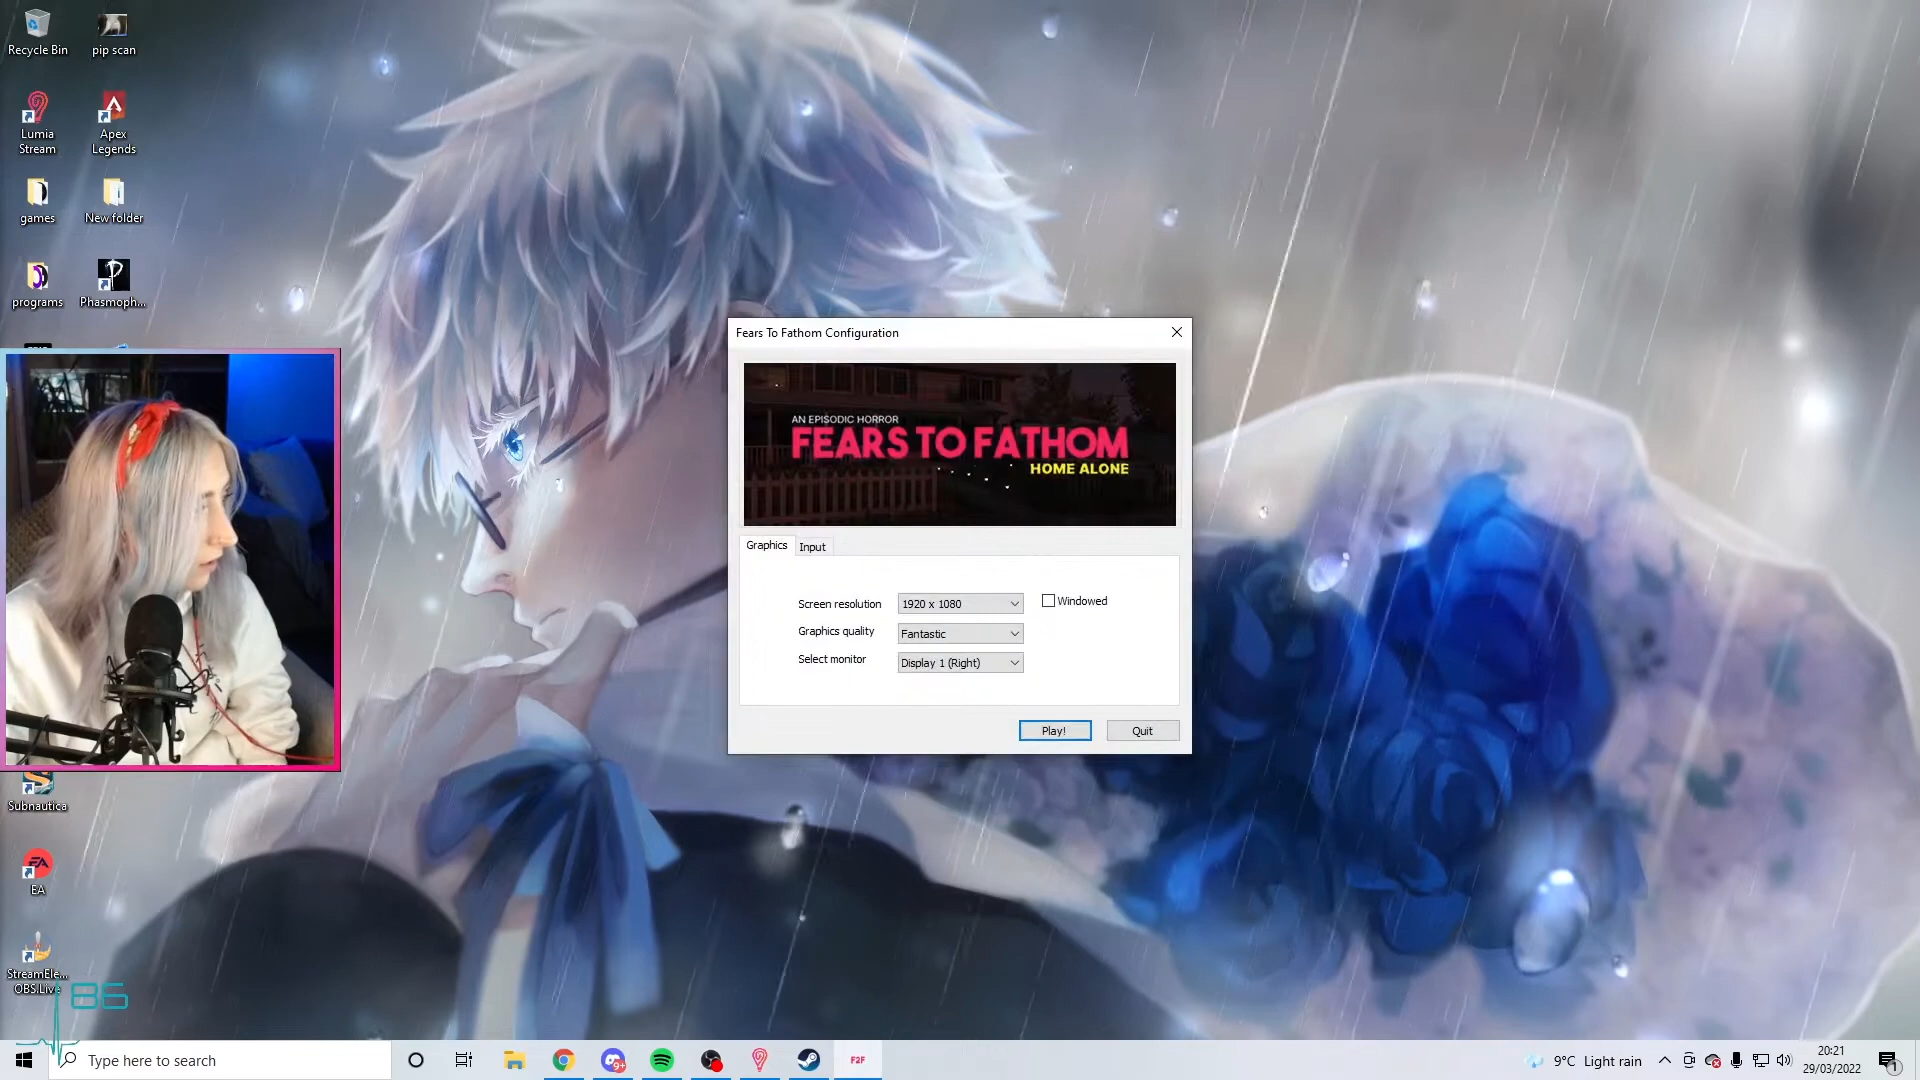 Recycle Bin
pip scan
Lumia
Stream
Apex
Legends
games
New folder
programs
Phasmoph...
Fears To Fathom Configuration
AN EPISODIC HORROR
FEARS TO FATHOM
HOME ALONE
Graphics
Input
Screen resolution
1920 x 1080
Windowed
Graphics quality
Fantastic
Select monitor
Display 1 (Right)
Play!
Quit
Subnautica
EA
EA
StreamEle...
OBS.Live
86
Type here to search
9+
F2F
9°C Light rain
20:21
29/03/2022
1